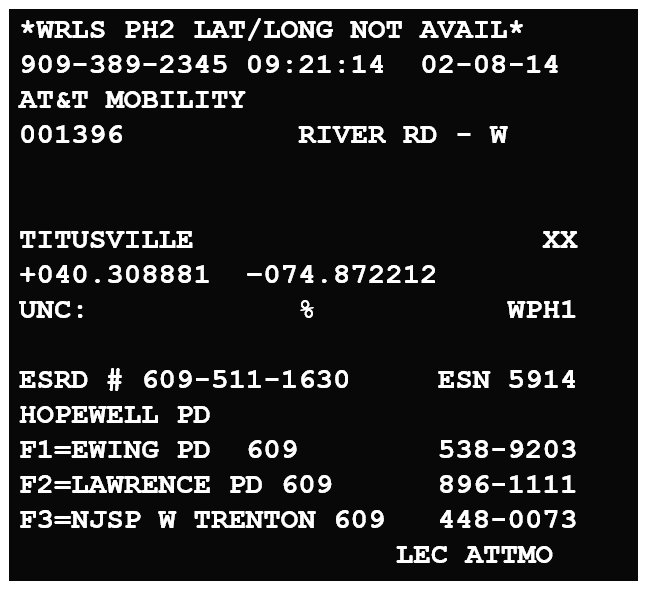 *WRLS PH2 LAT/LONG NOT AVAIL*
909-389-2345 09:21:14 02-08-14
AT&T MOBILITY
001396 RIVER RD - W
TITUSVILLE XX
+040.308881 -074.872212
UNC: % WPH1
ESRD # 609-511-1630 ESN 5914
HOPEWELL PD
F1=EWING PD 609 538-9203
F2=LAWRENCE PD 609 896-1111
F3=NJSP W TRENTON 609 448-0073
LEC ATTMO